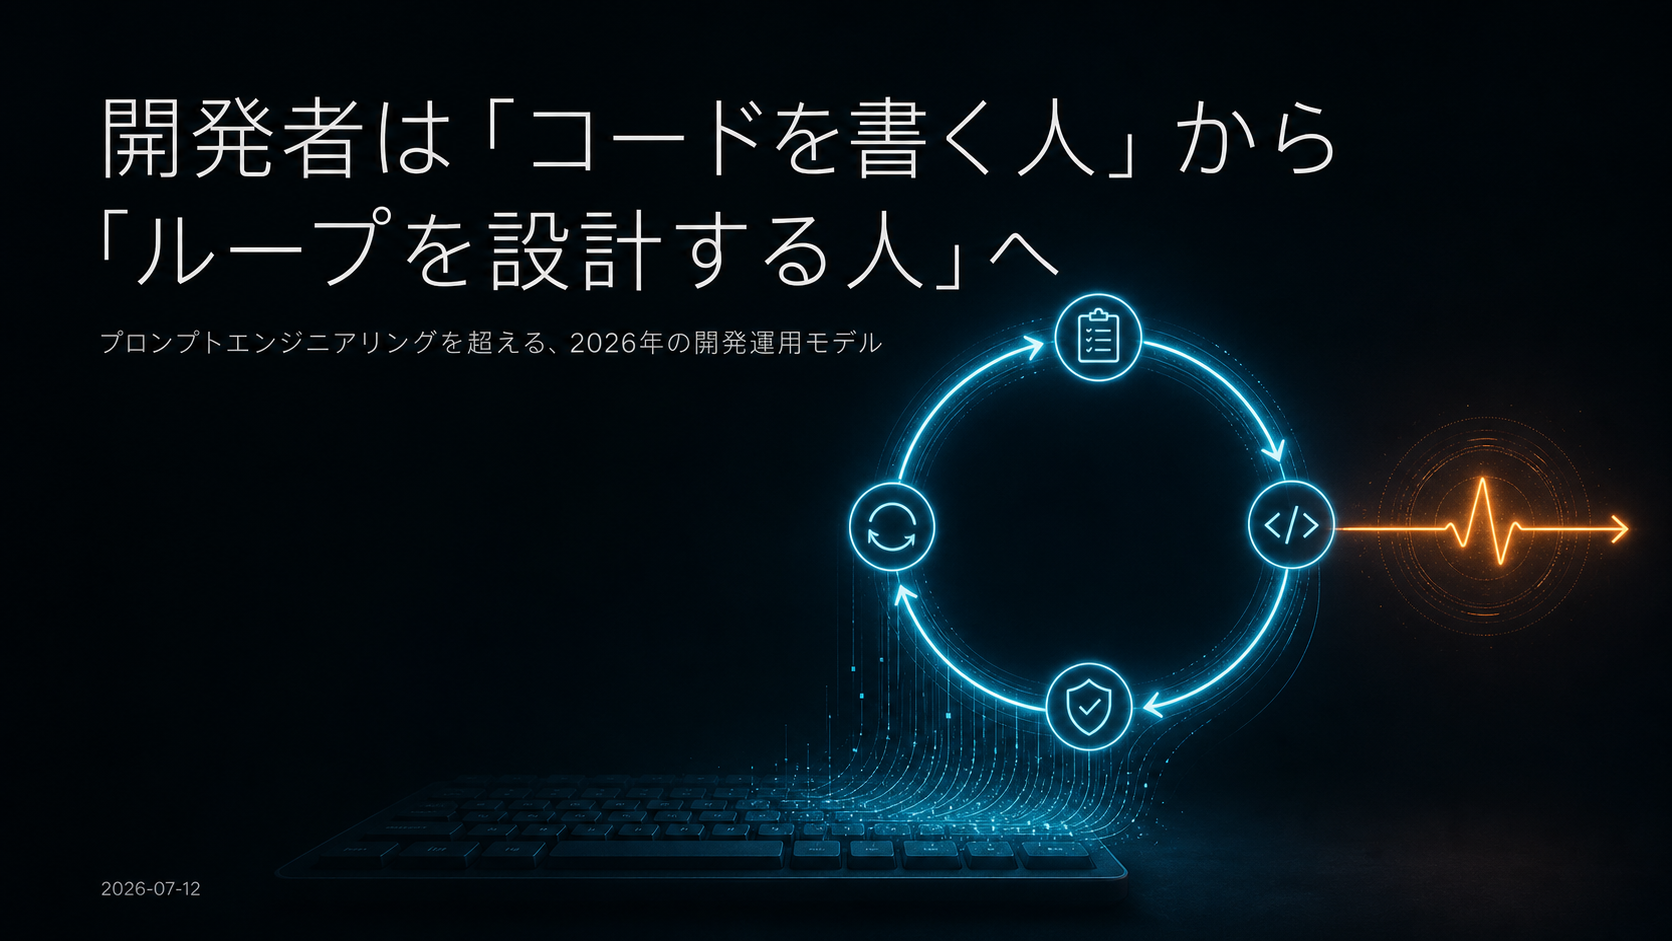 開発者は「コードを書く人」から
「ループを設計する人」へ
プロンプトエンジニアリングを超える、2026年の開発運用モデル
</>
2026-07-12